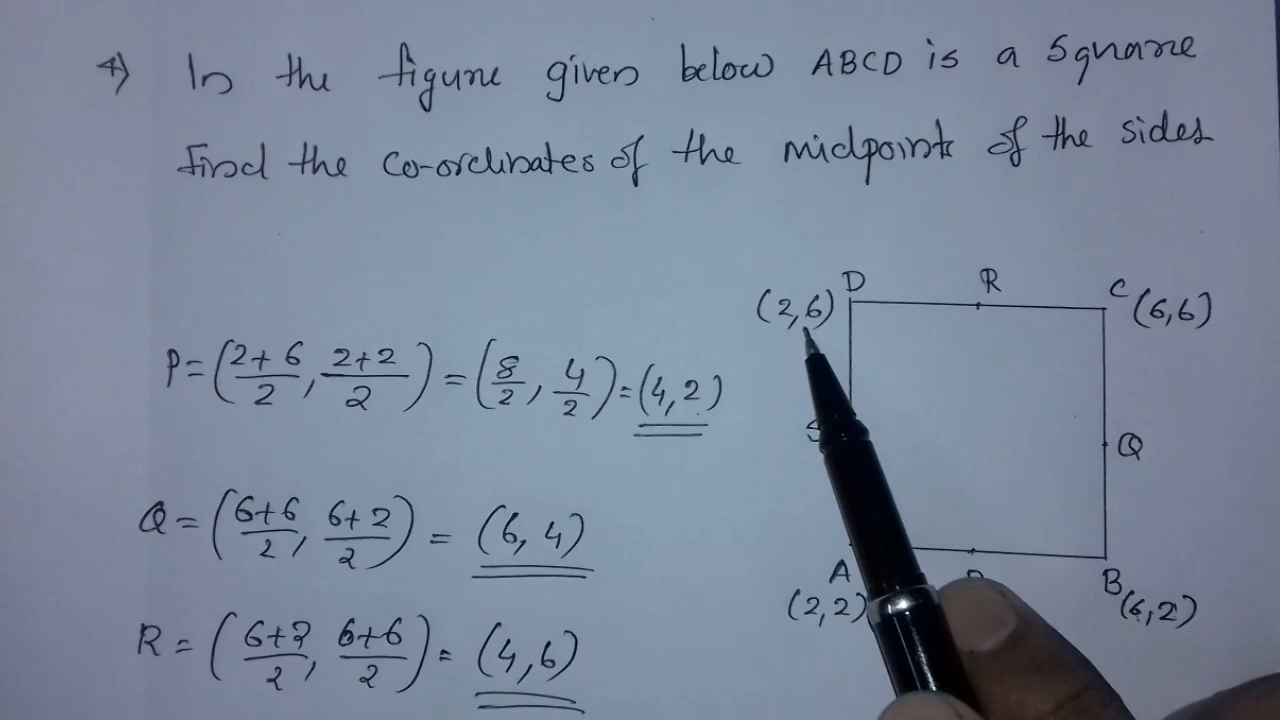 4) In the figure given below ABCD is a square
Find the co-ordinates of the midpoints of the sides
D R C
(2,6) (6,6)
P = (2+6/2, 2+2/2) = (8/2, 4/2) = (4,2)
S Q
Q = (6+6/2, 6+2/2) = (6,4)
A B
(2,2) (6,2)
R = (6+2/2, 6+6/2) = (4,6)